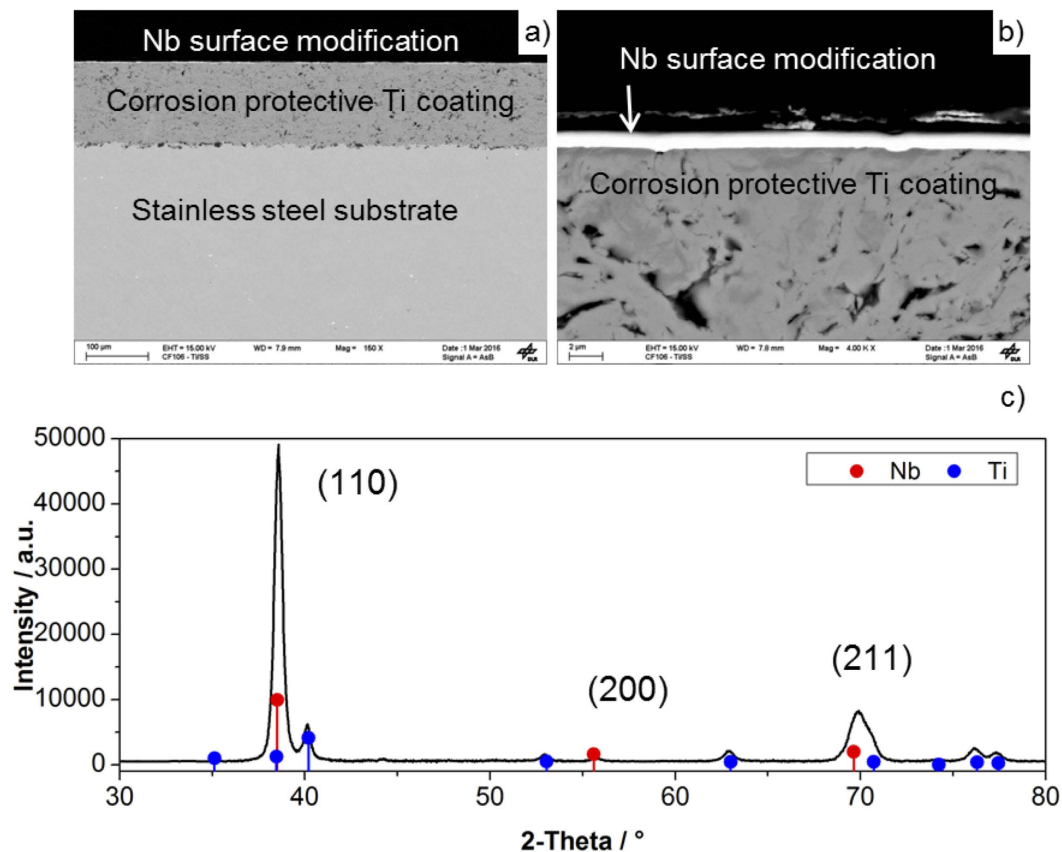 Nb surface modification
a)
Corrosion protective Ti coating
Stainless steel substrate
100 µm
EHT = 15.00 kV
WD = 7.9 mm
Mag = 150 X
Date :1 Mar 2016
CF106 - Ti/SS
Signal A = AsB
DLR
b)
Nb surface modification
Corrosion protective Ti coating
2 µm
EHT = 15.00 kV
WD = 7.8 mm
Mag = 4.00 K X
Date :1 Mar 2016
CF106 - Ti/SS
Signal A = AsB
DLR
c)
50000
40000
30000
20000
10000
0
Intensity / a.u.
(110)
(200)
(211)
Nb
Ti
30
40
50
60
70
80
2-Theta / °